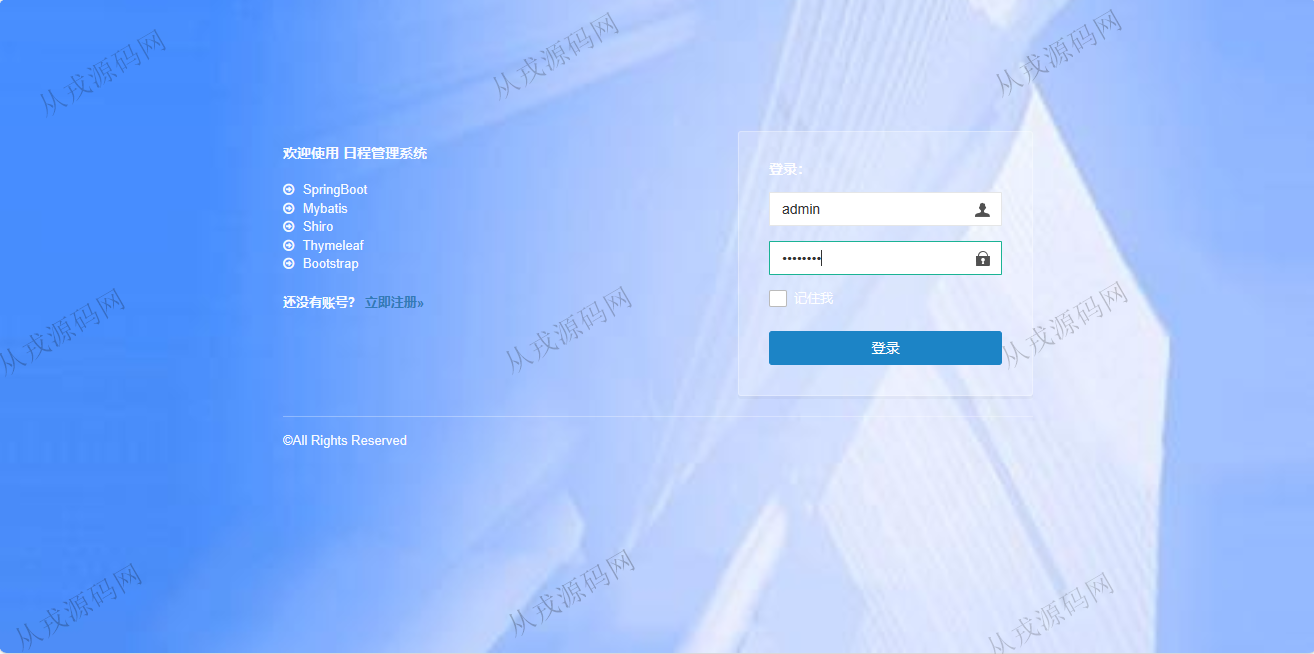 从戎源码网
从戎源码网
从戎源码网
欢迎使用 日程管理系统
SpringBoot
Mybatis
Shiro
Thymeleaf
Bootstrap
还没有账号? 立即注册»
登录:
admin
••••••••
记住我
登录
从戎源码网
从戎源码网
从戎源码网
©All Rights Reserved
从戎源码网
从戎源码网
从戎源码网